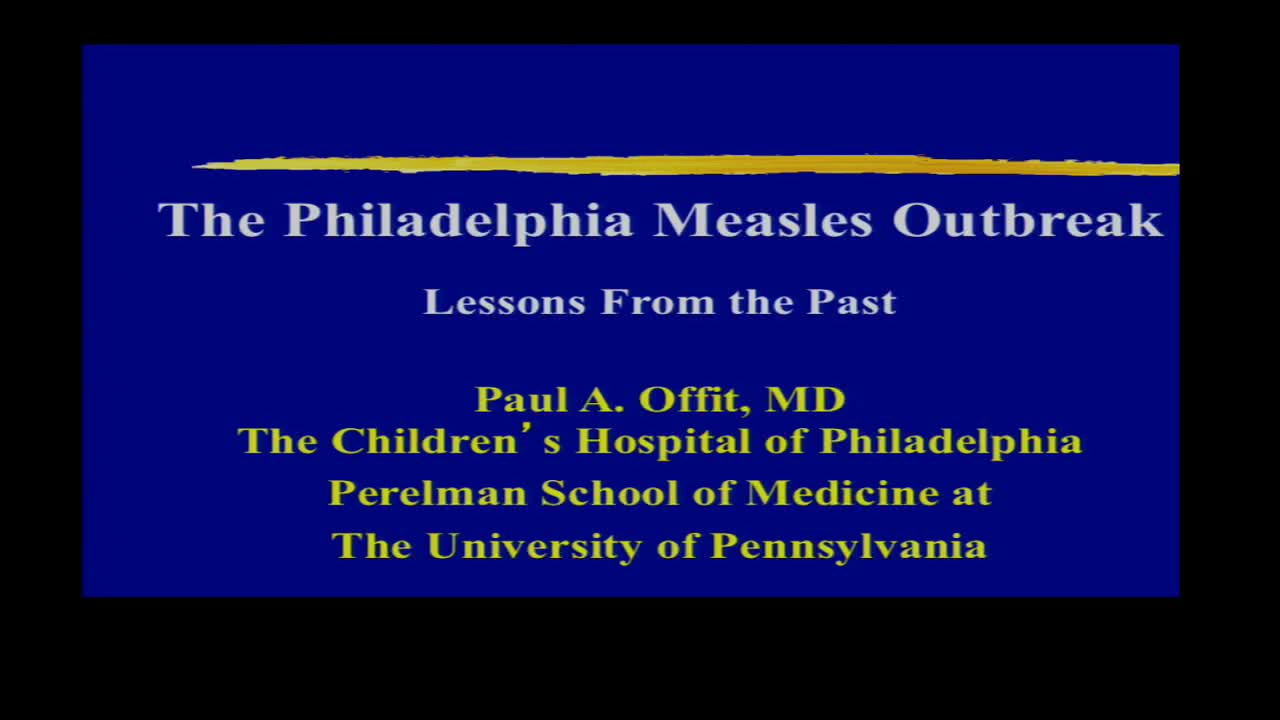 The Philadelphia Measles Outbreak
Lessons From the Past
Paul A. Offit, MD
The Children’s Hospital of Philadelphia
Perelman School of Medicine at
The University of Pennsylvania